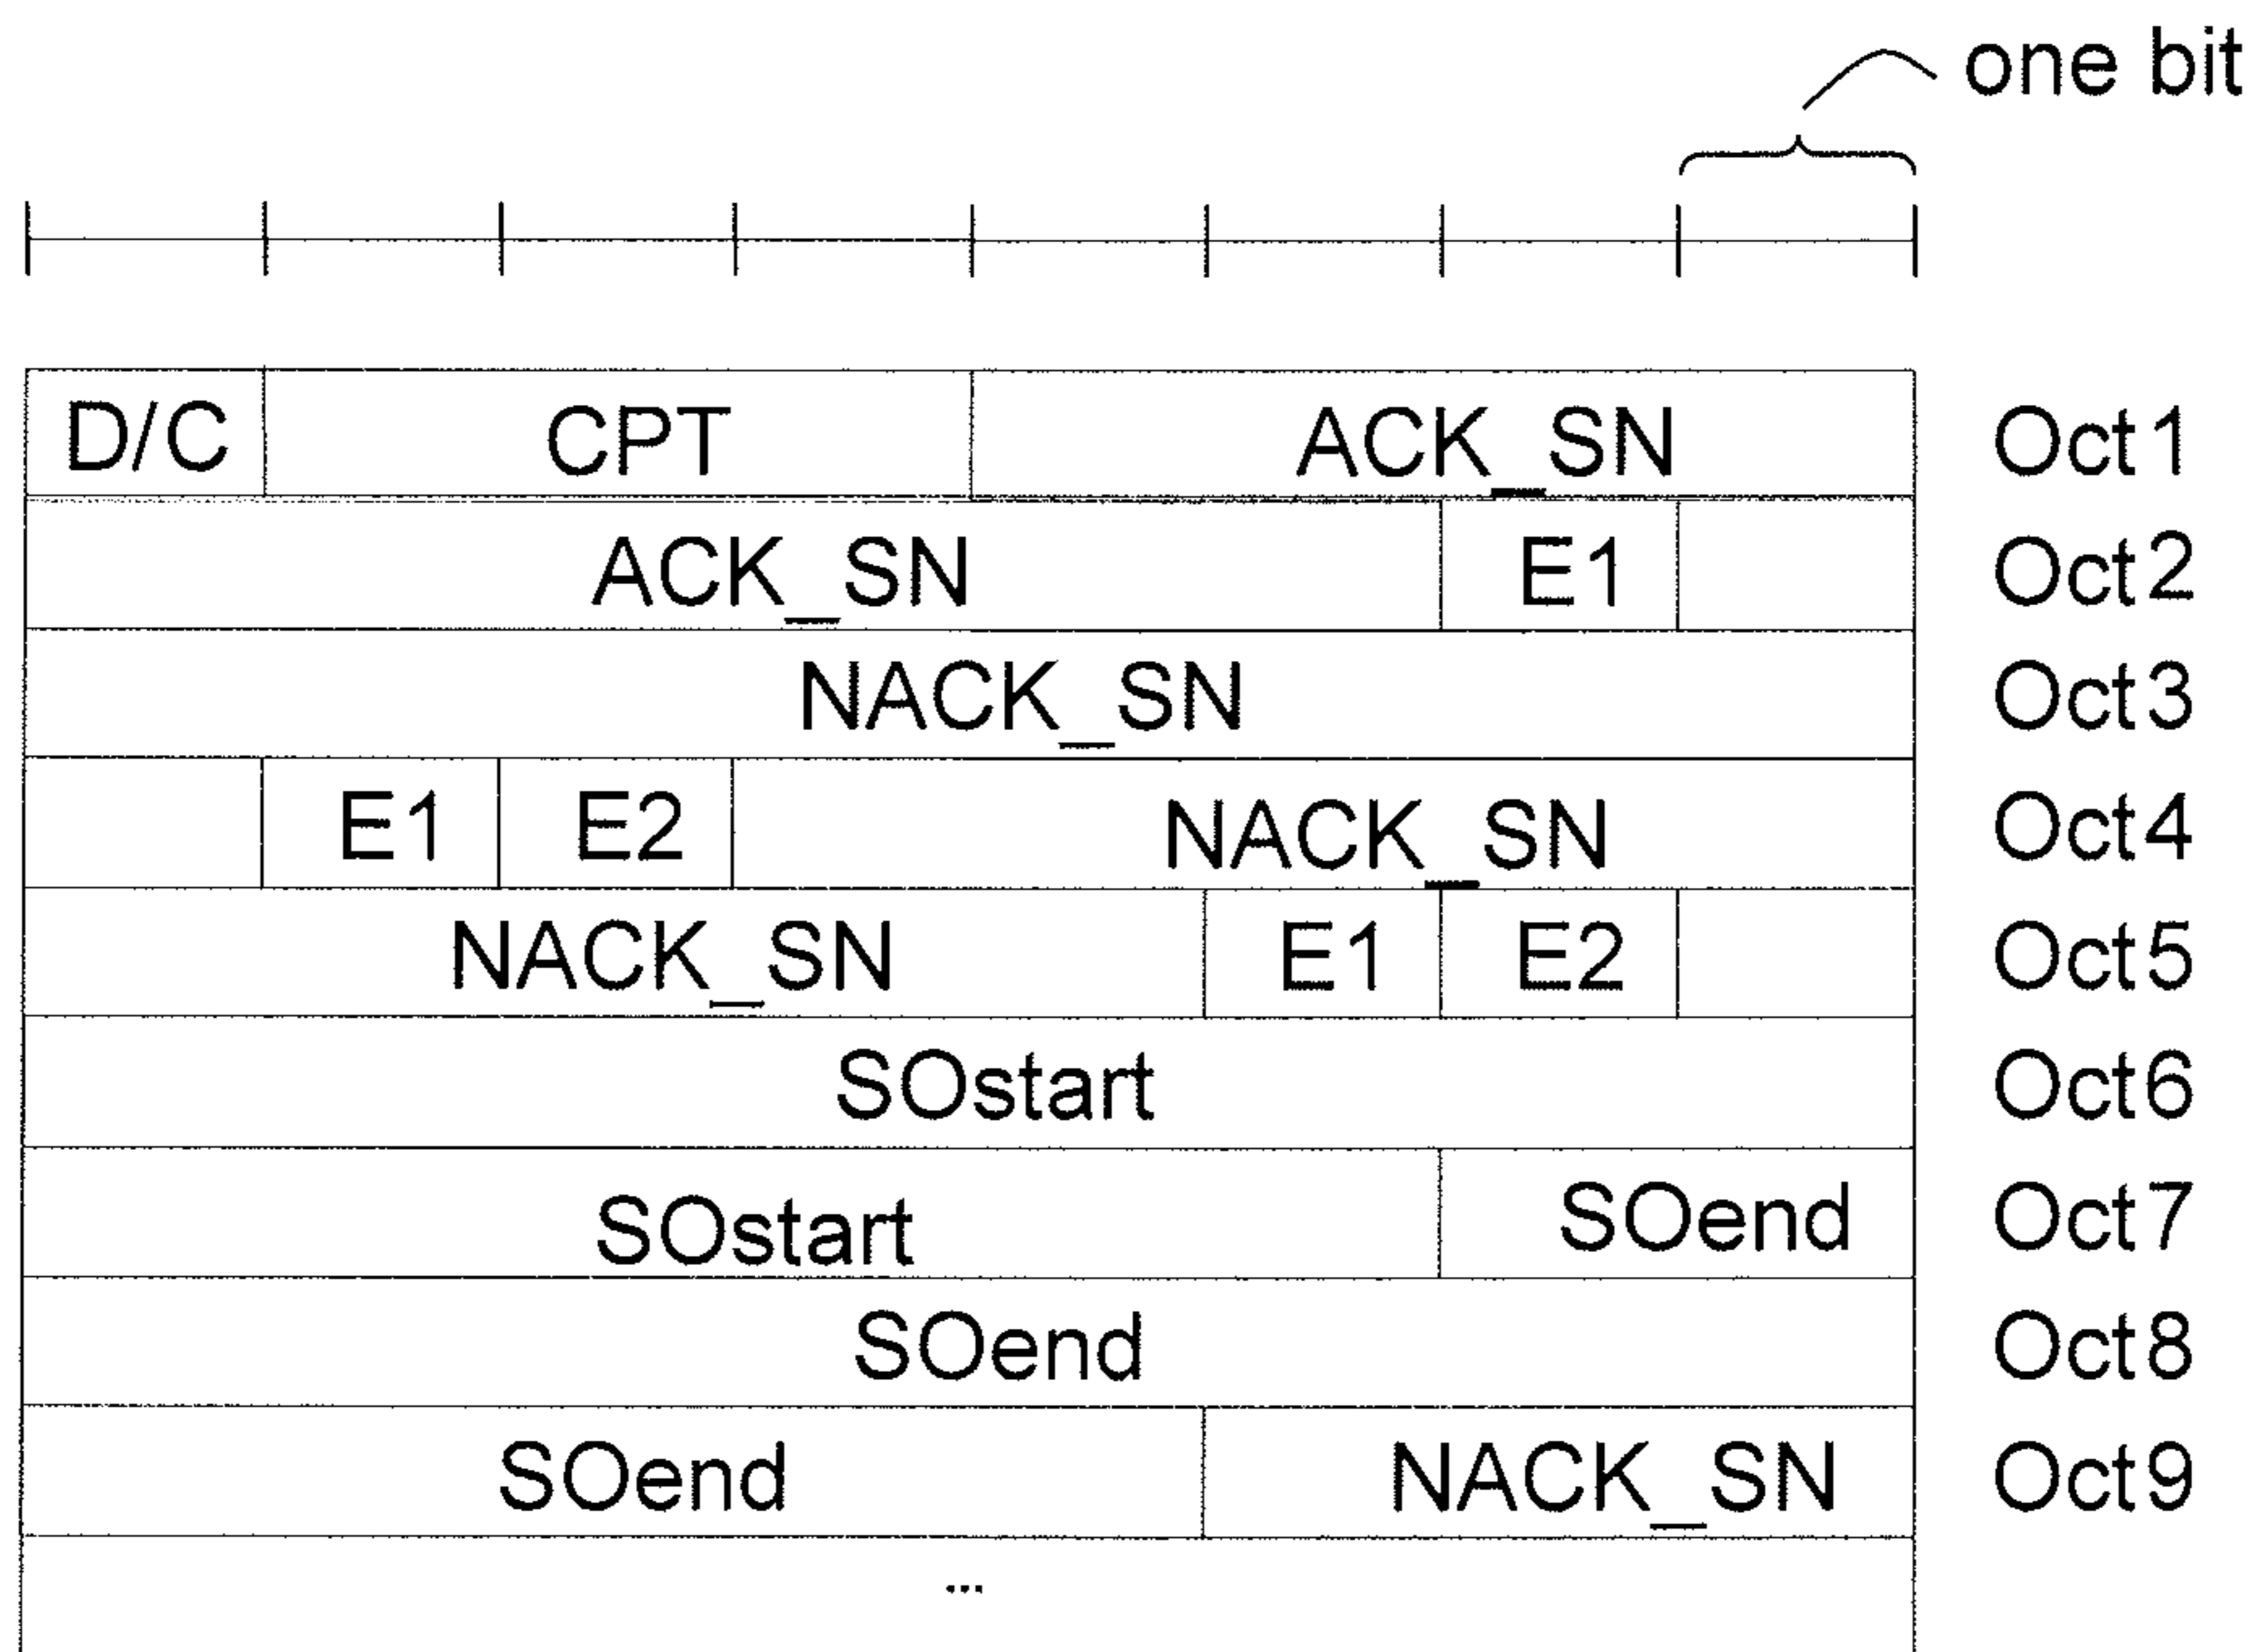 one bit
D/C CPT ACK_SN Oct1
ACK_SN E1 Oct2
NACK_SN Oct3
E1 E2 NACK_SN Oct4
NACK_SN E1 E2 Oct5
SOstart Oct6
SOstart SOend Oct7
SOend Oct8
SOend NACK_SN Oct9
...